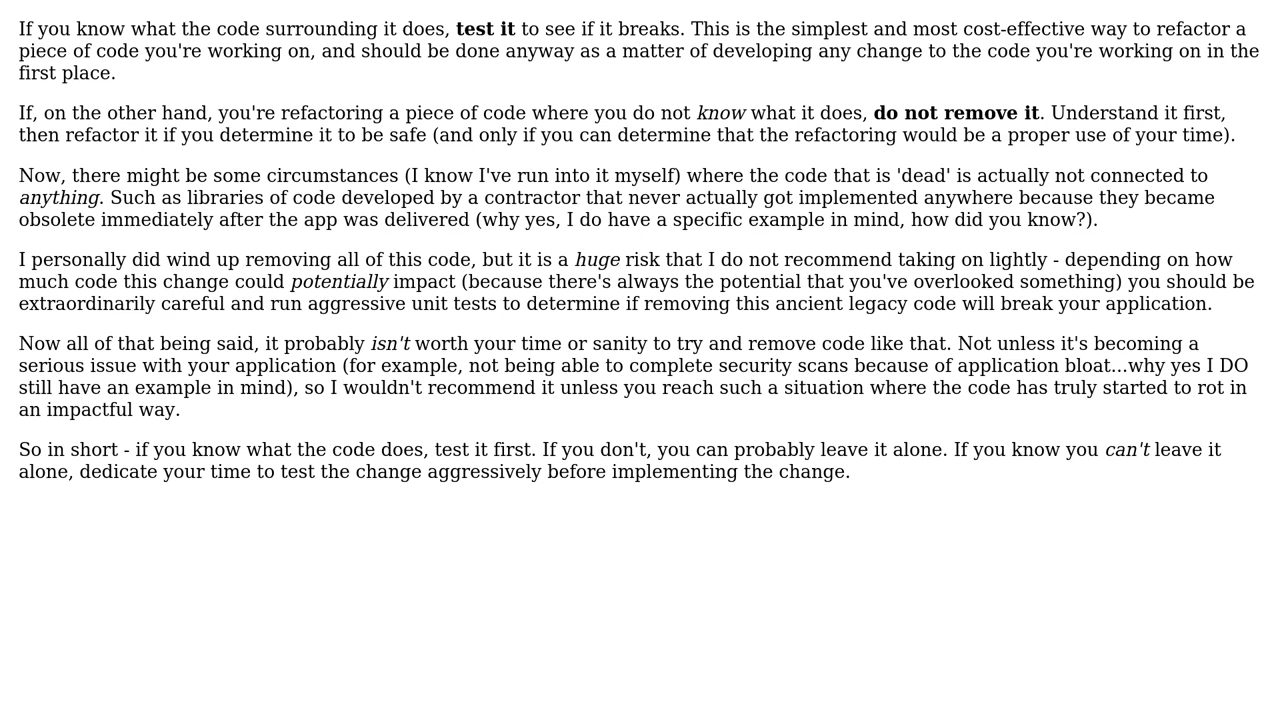 If you know what the code surrounding it does, test it to see if it breaks. This is the simplest and most cost-effective way to refactor a
piece of code you're working on, and should be done anyway as a matter of developing any change to the code you're working on in the
first place.
If, on the other hand, you're refactoring a piece of code where you do not know what it does, do not remove it. Understand it first,
then refactor it if you determine it to be safe (and only if you can determine that the refactoring would be a proper use of your time).
Now, there might be some circumstances (I know I've run into it myself) where the code that is 'dead' is actually not connected to
anything. Such as libraries of code developed by a contractor that never actually got implemented anywhere because they became
obsolete immediately after the app was delivered (why yes, I do have a specific example in mind, how did you know?).
I personally did wind up removing all of this code, but it is a huge risk that I do not recommend taking on lightly - depending on how
much code this change could potentially impact (because there's always the potential that you've overlooked something) you should be
extraordinarily careful and run aggressive unit tests to determine if removing this ancient legacy code will break your application.
Now all of that being said, it probably isn't worth your time or sanity to try and remove code like that. Not unless it's becoming a
serious issue with your application (for example, not being able to complete security scans because of application bloat...why yes I DO
still have an example in mind), so I wouldn't recommend it unless you reach such a situation where the code has truly started to rot in
an impactful way.
So in short - if you know what the code does, test it first. If you don't, you can probably leave it alone. If you know you can't leave it
alone, dedicate your time to test the change aggressively before implementing the change.